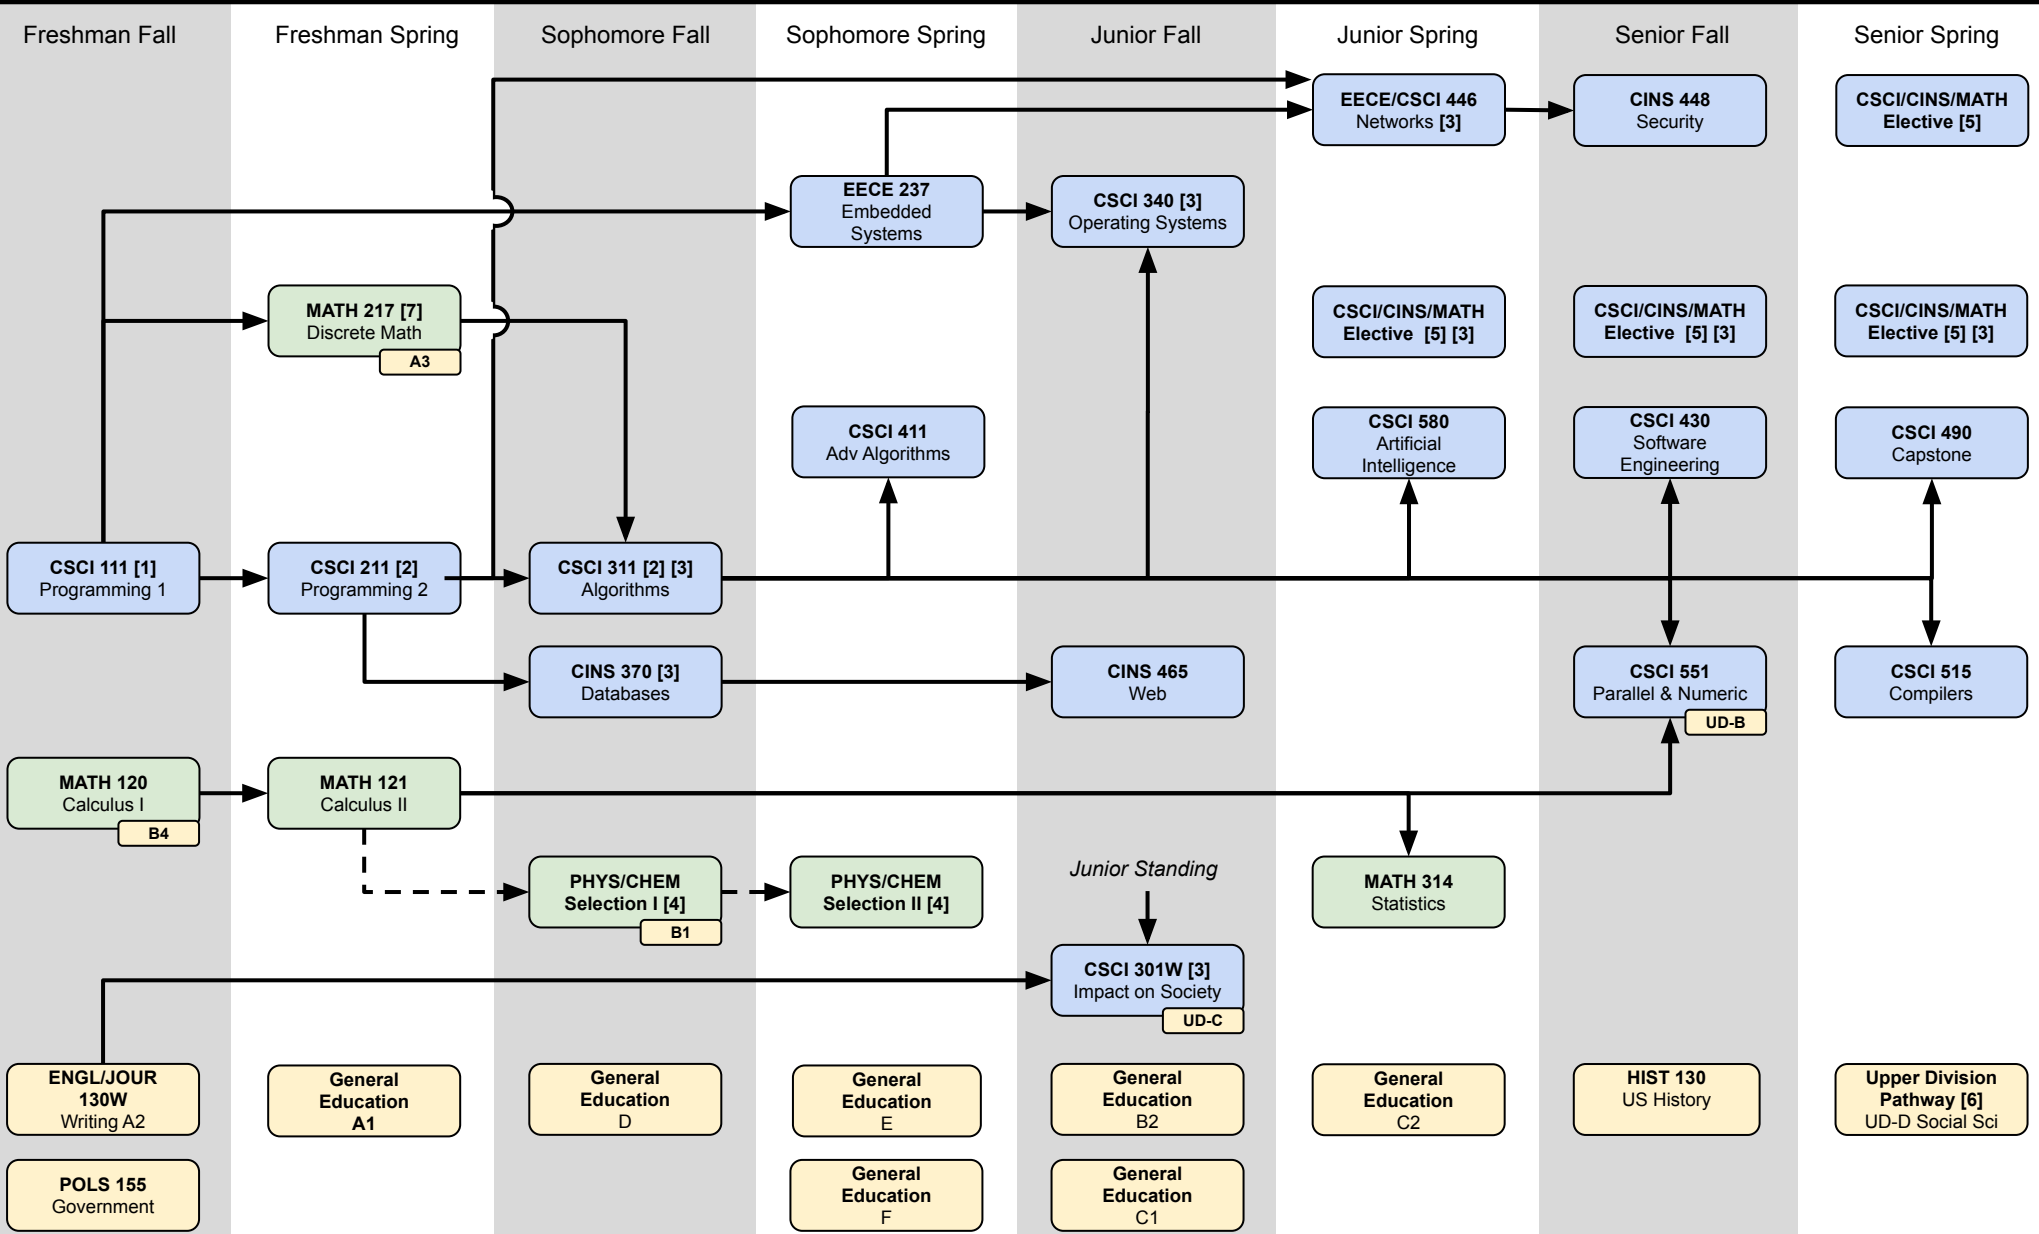 Freshman Fall
Freshman Spring
Sophomore Fall
Sophomore Spring
Junior Fall
Junior Spring
Senior Fall
Senior Spring
EECE/CSCI 446
Networks [3]
CINS 448
Security
CSCI/CINS/MATH
Elective [5]
EECE 237
Embedded
Systems
CSCI 340 [3]
Operating Systems
MATH 217 [7]
Discrete Math
A3
CSCI/CINS/MATH
Elective  [5] [3]
CSCI/CINS/MATH
Elective  [5] [3]
CSCI/CINS/MATH
Elective [5] [3]
CSCI 411
Adv Algorithms
CSCI 580
Artificial
Intelligence
CSCI 430
Software
Engineering
CSCI 490
Capstone
CSCI 111 [1]
Programming 1
CSCI 211 [2]
Programming 2
CSCI 311 [2] [3]
Algorithms
CINS 370 [3]
Databases
CINS 465
Web
CSCI 551
Parallel & Numeric
UD-B
CSCI 515
Compilers
MATH 120
Calculus I
B4
MATH 121
Calculus II
PHYS/CHEM
Selection I [4]
B1
PHYS/CHEM
Selection II [4]
Junior Standing
MATH 314
Statistics
CSCI 301W [3]
Impact on Society
UD-C
ENGL/JOUR
130W
Writing A2
General
Education
A1
General
Education
D
General
Education
E
General
Education
B2
General
Education
C2
HIST 130
US History
Upper Division
Pathway [6]
UD-D Social Sci
POLS 155
Government
General
Education
F
General
Education
C1